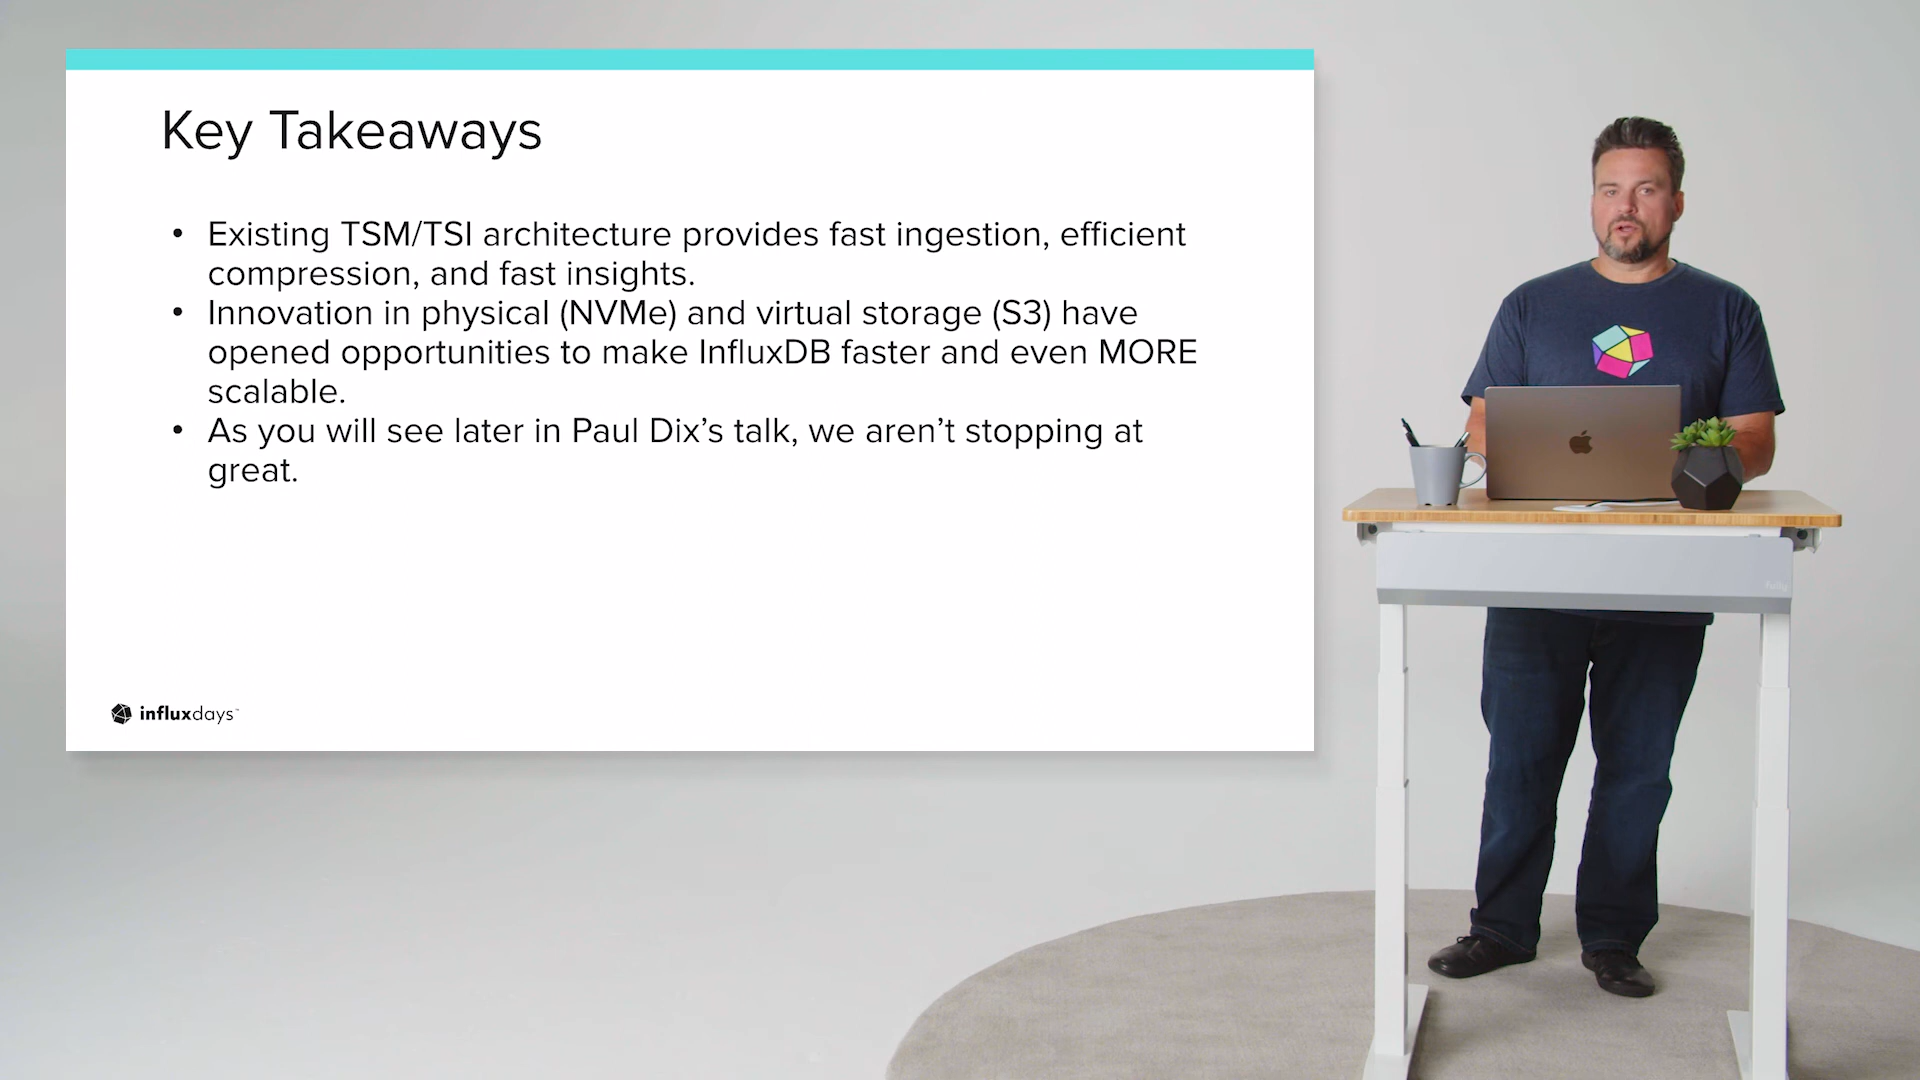 Key Takeaways
• Existing TSM/TSI architecture provides fast ingestion, efficient
compression, and fast insights.
• Innovation in physical (NVMe) and virtual storage (S3) have
opened opportunities to make InfluxDB faster and even MORE
scalable.
• As you will see later in Paul Dix’s talk, we aren’t stopping at
great.
influxdays™